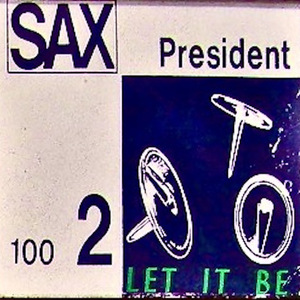 SAX
President
100 2
LET IT BE